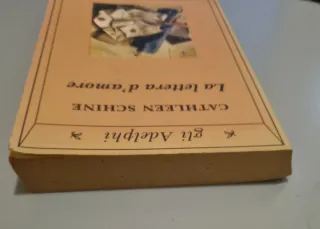 gli Adelphi
CATHLEEN SCHINE
La lettera d'amore